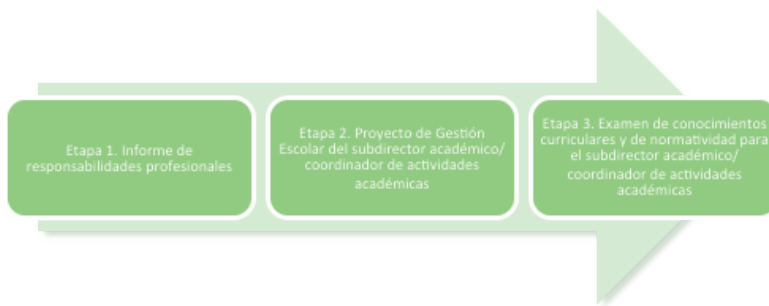 Etapa 1. Informe de
responsabilidades profesionales
Etapa 2. Proyecto de Gestión
Escolar del subdirector académico/
coordinador de actividades
académicas
Etapa 3. Examen de conocimientos
curriculares y de normatividad para
el subdirector académico/
coordinador de actividades
académicas